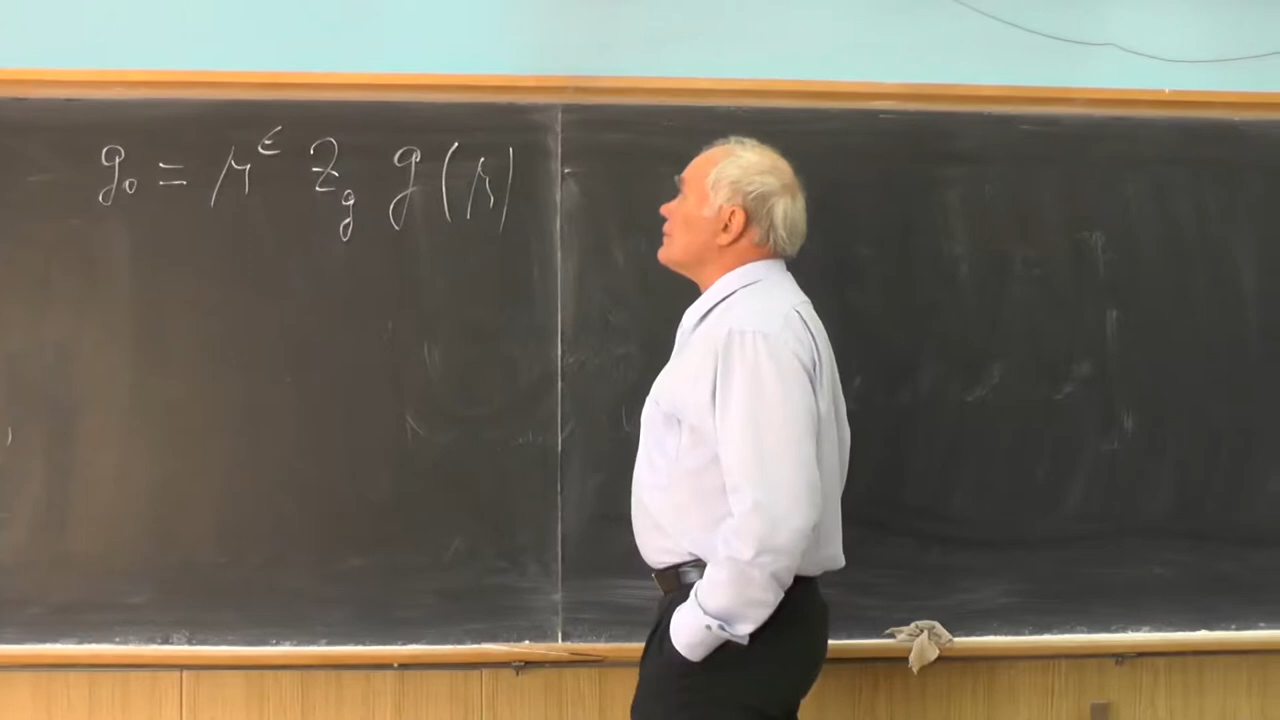 g₀ = μ^ε Z_g g(μ)